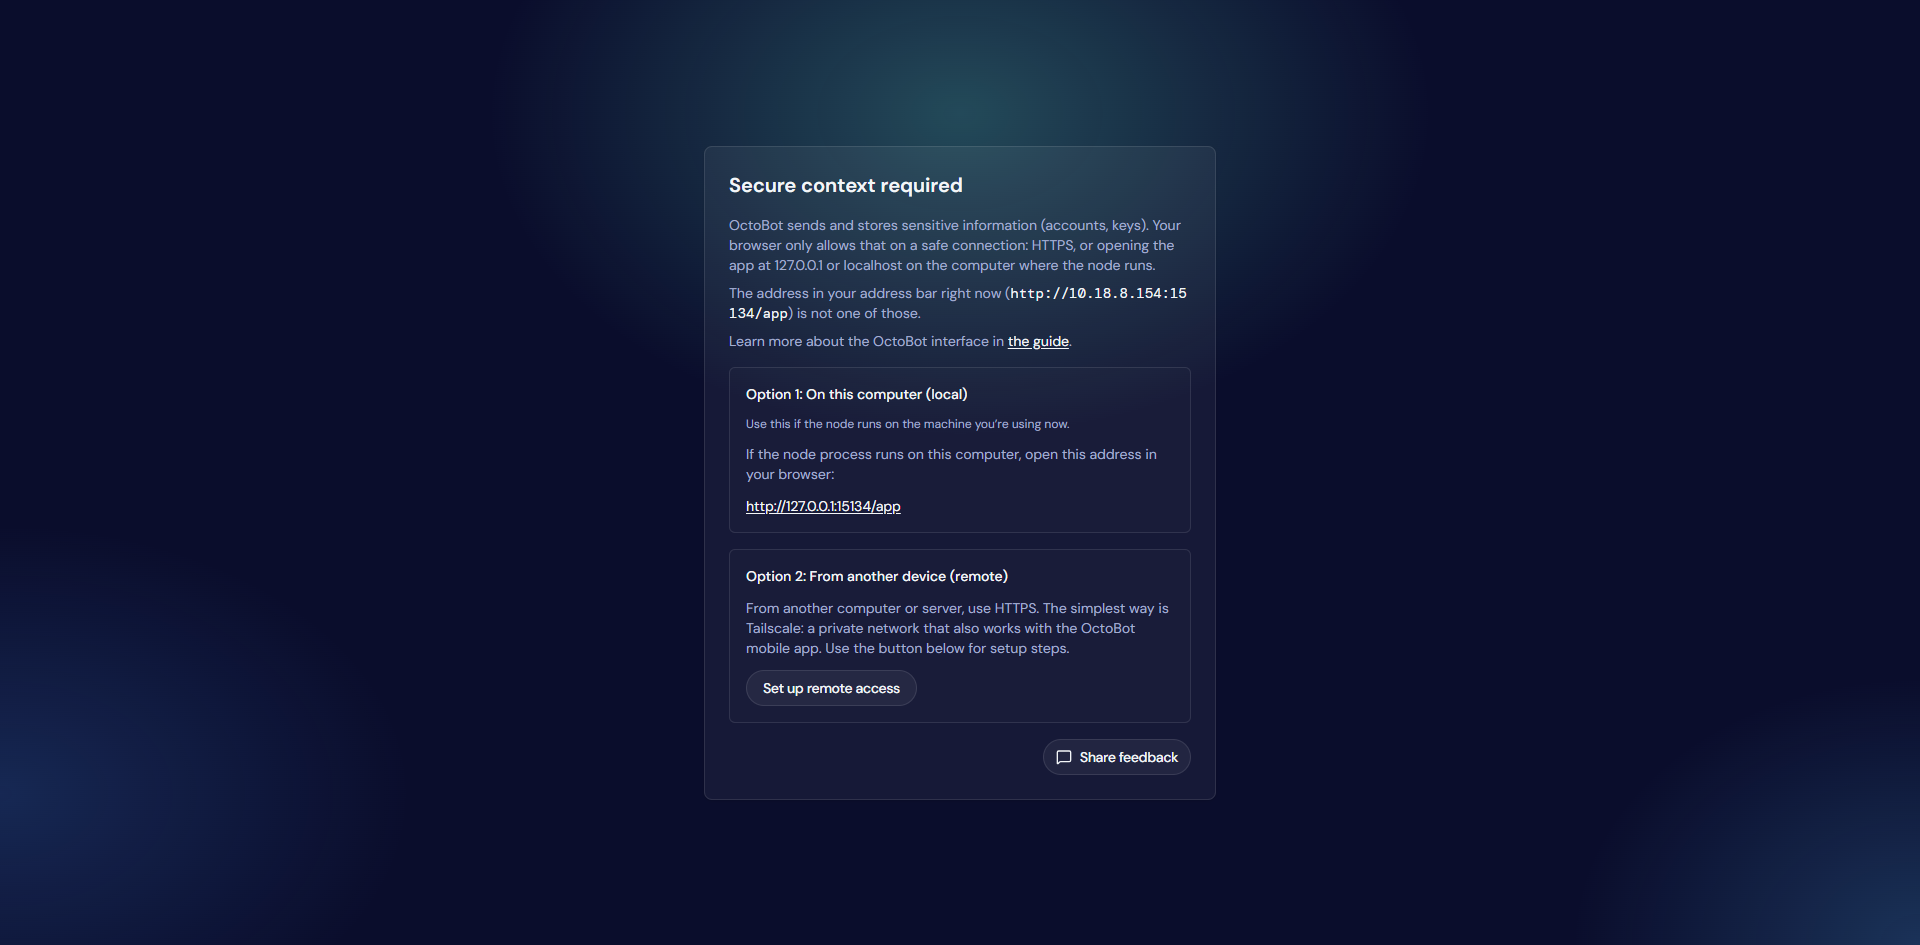 Secure context required
OctoBot sends and stores sensitive information (accounts, keys). Your
browser only allows that on a safe connection: HTTPS, or opening the
app at 127.0.0.1 or localhost on the computer where the node runs.
The address in your address bar right now (http://10.18.8.154:15
134/app) is not one of those.
Learn more about the OctoBot interface in the guide.
Option 1: On this computer (local)
Use this if the node runs on the machine you're using now.
If the node process runs on this computer, open this address in
your browser:
http://127.0.0.1:15134/app
Option 2: From another device (remote)
From another computer or server, use HTTPS. The simplest way is
Tailscale: a private network that also works with the OctoBot
mobile app. Use the button below for setup steps.
Set up remote access
Share feedback